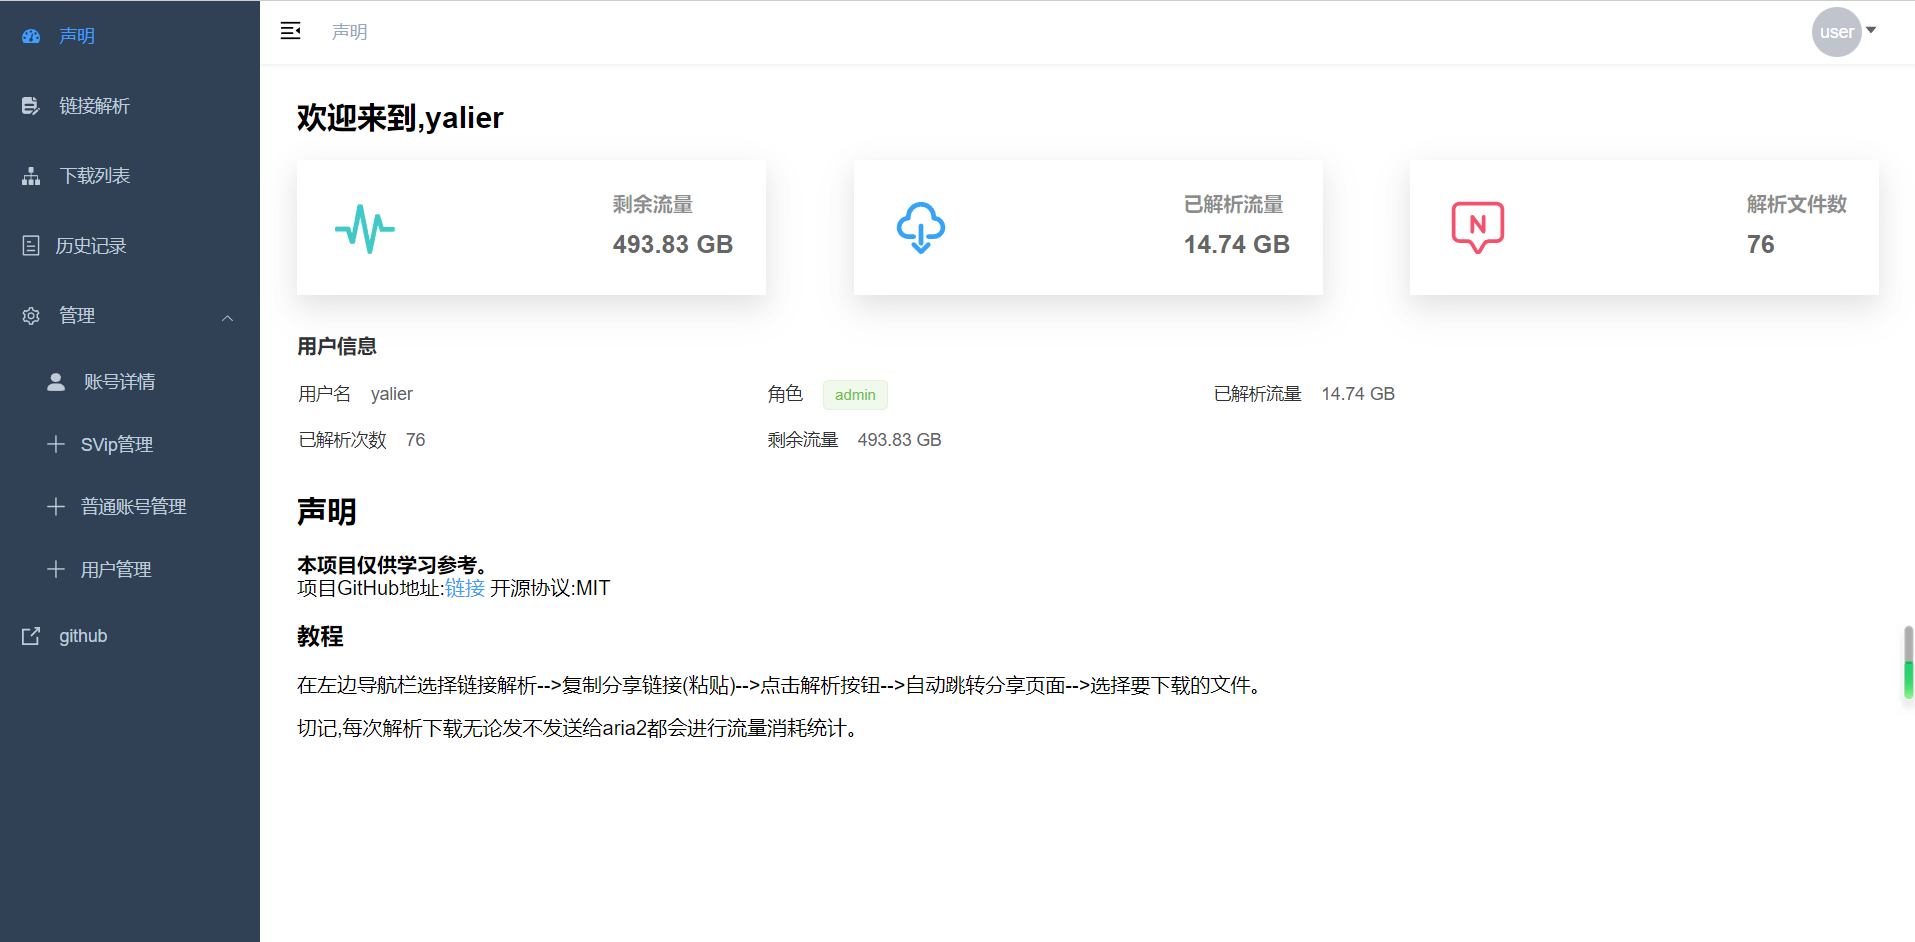 声明
链接解析
下载列表
历史记录
管理
账号详情
SVip管理
普通账号管理
用户管理
github
声明
user
欢迎来到,yalier
剩余流量
493.83 GB
已解析流量
14.74 GB
N
解析文件数
76
用户信息
用户名 yalier 角色 admin 已解析流量 14.74 GB
已解析次数 76 剩余流量 493.83 GB
声明
本项目仅供学习参考。
项目GitHub地址:链接 开源协议:MIT
教程
在左边导航栏选择链接解析-->复制分享链接(粘贴)-->点击解析按钮-->自动跳转分享页面-->选择要下载的文件。
切记,每次解析下载无论发不发送给aria2都会进行流量消耗统计。